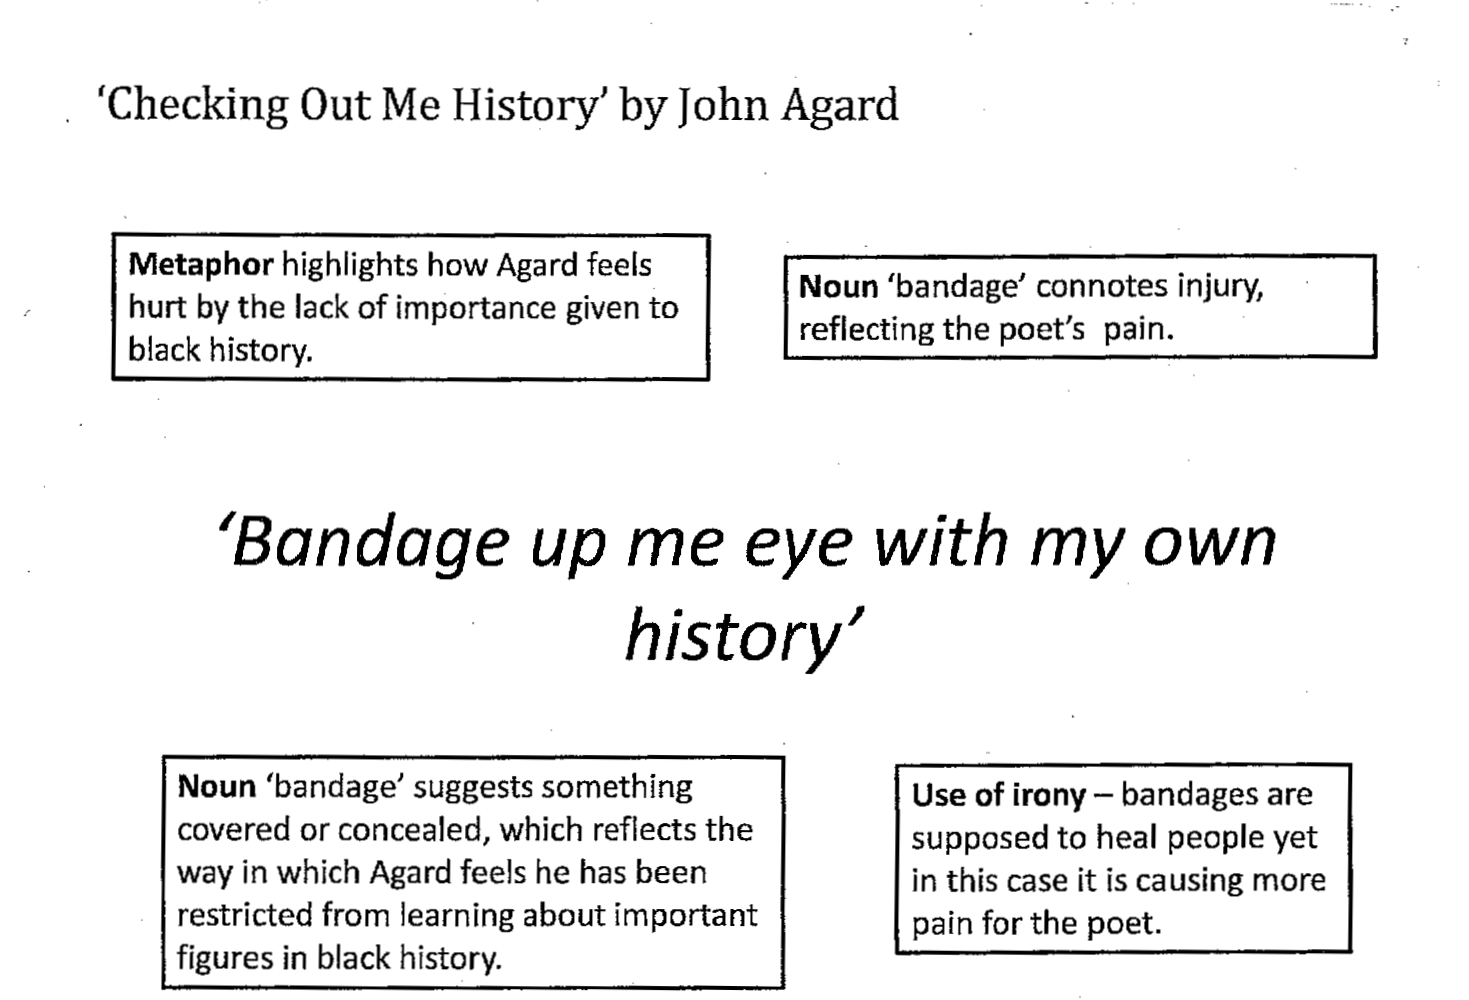 ‘Checking Out Me History’ by John Agard
Metaphor highlights how Agard feels
hurt by the lack of importance given to
black history.
Noun ‘bandage’ connotes injury,
reflecting the poet’s pain.
‘Bandage up me eye with my own
history’
Noun ‘bandage’ suggests something
covered or concealed, which reflects the
way in which Agard feels he has been
restricted from learning about important
figures in black history.
Use of irony – bandages are
supposed to heal people yet
in this case it is causing more
pain for the poet.